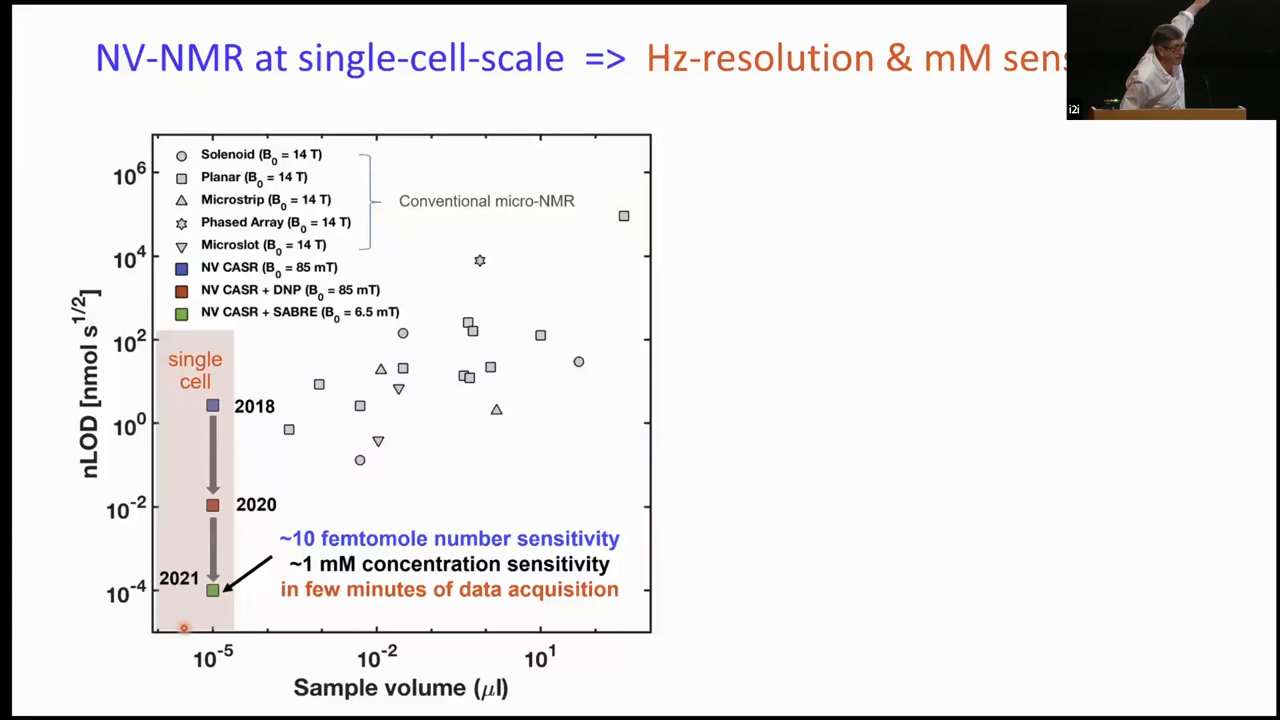 NV-NMR at single-cell-scale => Hz-resolution & mM sens
i2i
Solenoid (B0 = 14 T)
Planar (B0 = 14 T)
Microstrip (B0 = 14 T)
Phased Array (B0 = 14 T)
Microslot (B0 = 14 T)
Conventional micro-NMR
NV CASR (B0 = 85 mT)
NV CASR + DNP (B0 = 85 mT)
NV CASR + SABRE (B0 = 6.5 mT)
10^6
10^4
10^2
10^0
10^-2
10^-4
nLOD [nmol s^1/2]
single
cell
2018
2020
2021
~10 femtomole number sensitivity
~1 mM concentration sensitivity
in few minutes of data acquisition
10^-5
10^-2
10^1
Sample volume (μl)